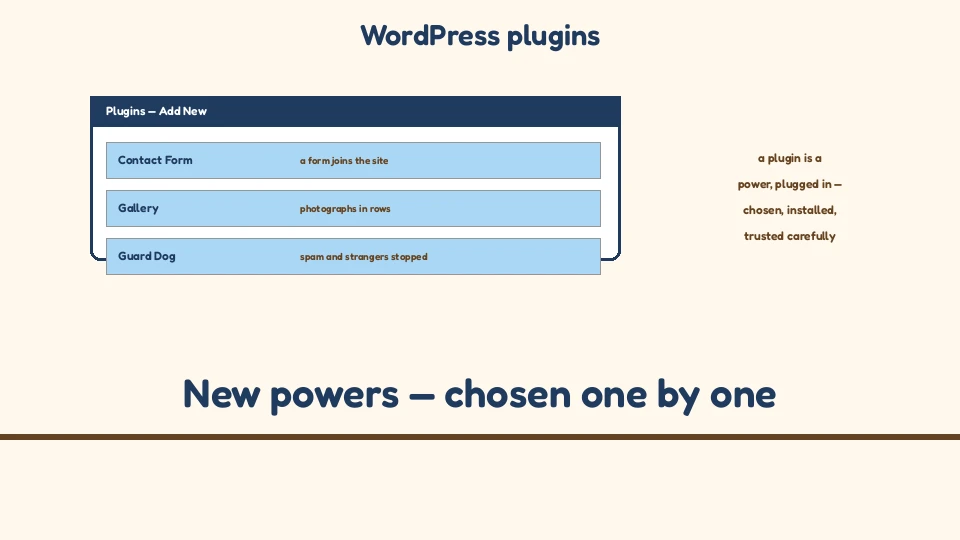 WordPress plugins
Plugins — Add New
Contact Form
a form joins the site
Gallery
photographs in rows
Guard Dog
spam and strangers stopped
a plugin is a
power, plugged in —
chosen, installed,
trusted carefully
New powers — chosen one by one